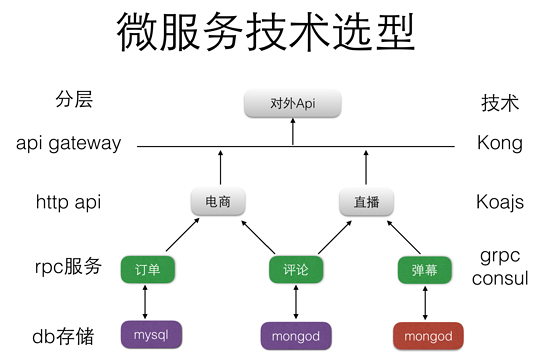 微服务技术选型
分层
对外Api
技术
api gateway
Kong
http api
电商
直播
Koajs
rpc服务
订单
评论
弹幕
grpc
consul
db存储
mysql
mongod
mongod